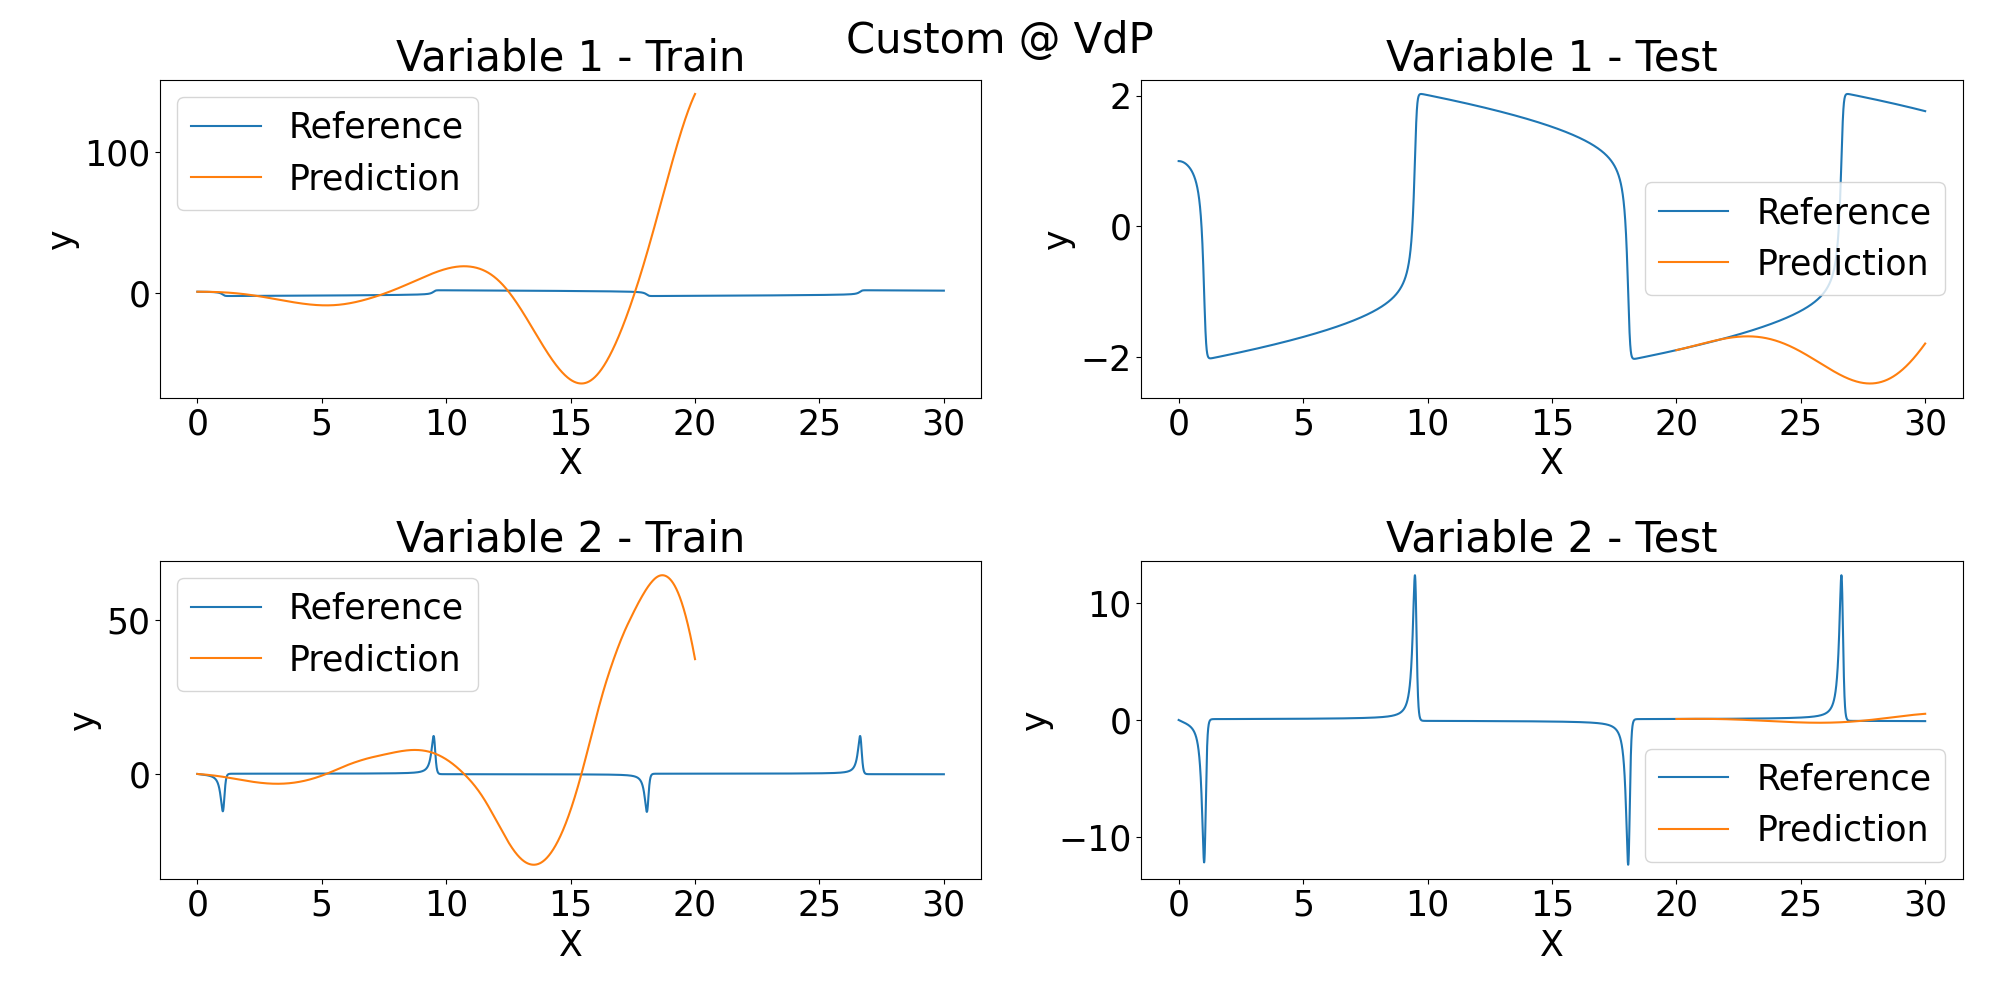 Custom @ VdP
Variable 1 - Train
Reference
Prediction
100
0
y
0 5 10 15 20 25 30
X
Variable 1 - Test
Reference
Prediction
2
0
−2
y
0 5 10 15 20 25 30
X
Variable 2 - Train
Reference
Prediction
50
0
y
0 5 10 15 20 25 30
X
Variable 2 - Test
Reference
Prediction
10
0
−10
y
0 5 10 15 20 25 30
X